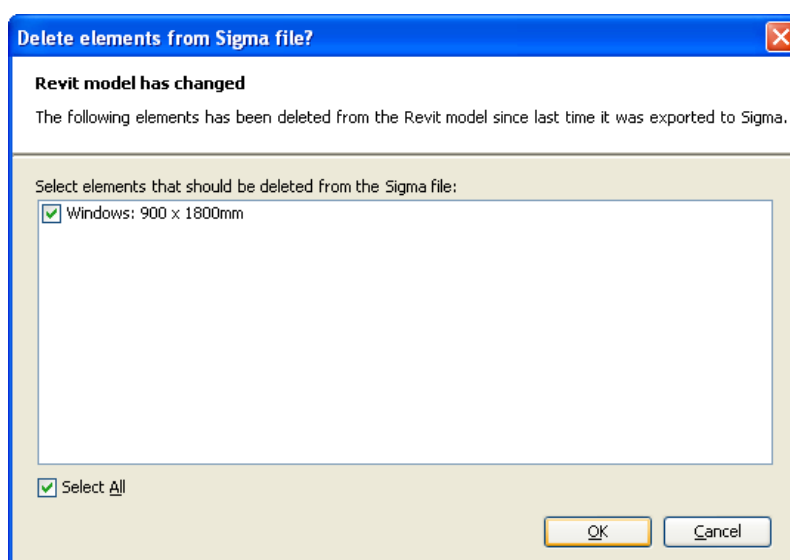 Delete elements from Sigma file?
Revit model has changed
The following elements has been deleted from the Revit model since last time it was exported to Sigma.
Select elements that should be deleted from the Sigma file:
Windows: 900 x 1800mm
Select All
OK Cancel